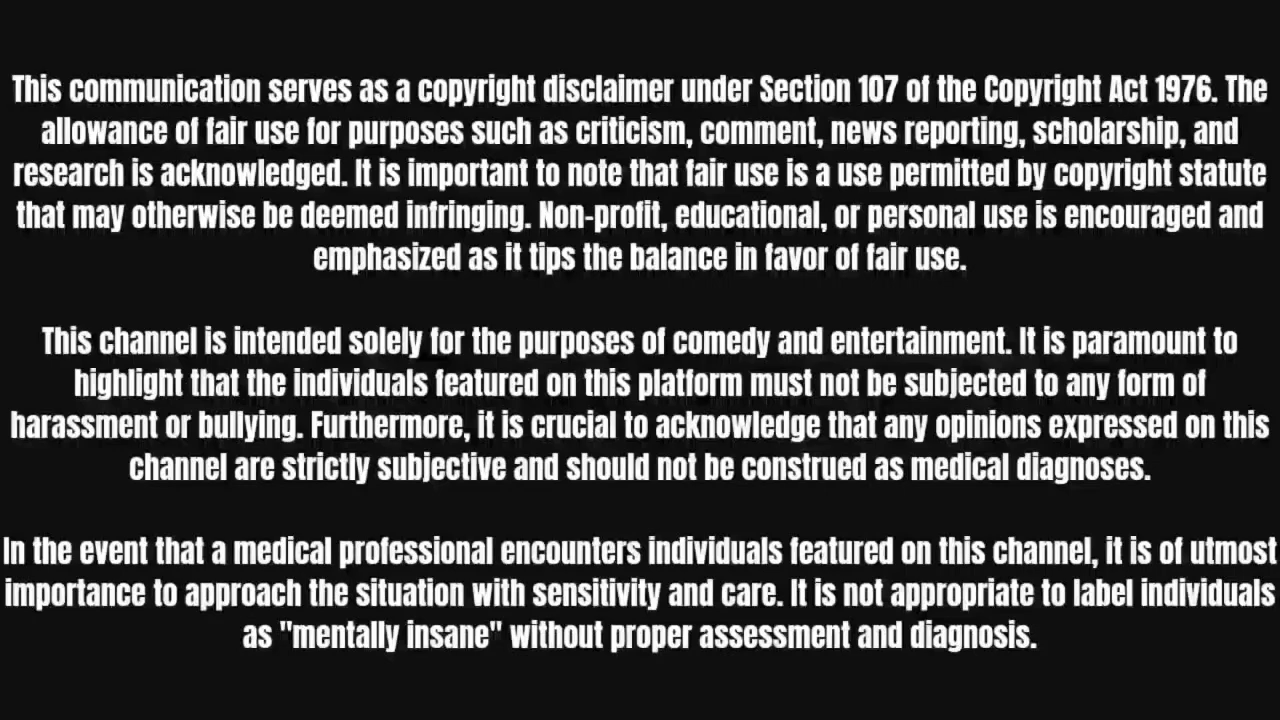 This communication serves as a copyright disclaimer under Section 107 of the Copyright Act 1976. The
allowance of fair use for purposes such as criticism, comment, news reporting, scholarship, and
research is acknowledged. It is important to note that fair use is a use permitted by copyright statute
that may otherwise be deemed infringing. Non-profit, educational, or personal use is encouraged and
emphasized as it tips the balance in favor of fair use.
This channel is intended solely for the purposes of comedy and entertainment. It is paramount to
highlight that the individuals featured on this platform must not be subjected to any form of
harassment or bullying. Furthermore, it is crucial to acknowledge that any opinions expressed on this
channel are strictly subjective and should not be construed as medical diagnoses.
In the event that a medical professional encounters individuals featured on this channel, it is of utmost
importance to approach the situation with sensitivity and care. It is not appropriate to label individuals
as "mentally insane" without proper assessment and diagnosis.